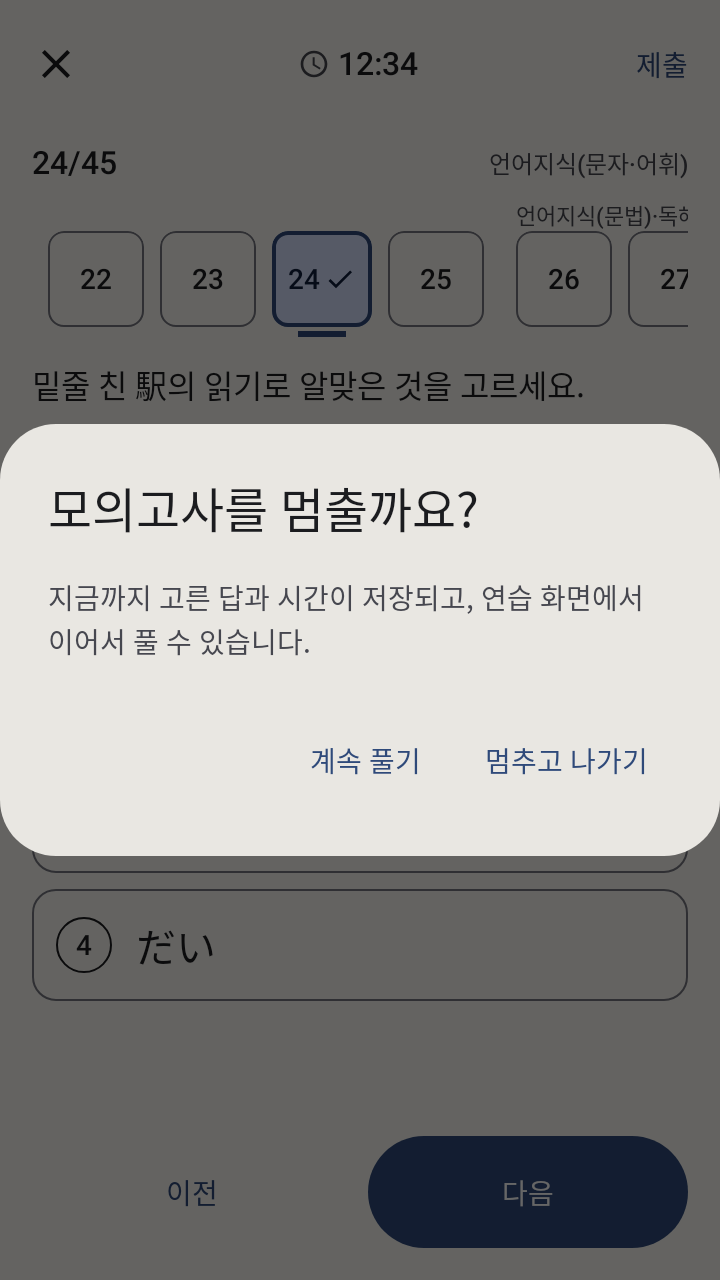 12:34
제출
24/45
언어지식(문자·어휘)
언어지식(문법)·독해
22
23
24
25
26
27
밑줄 친 駅의 읽기로 알맞은 것을 고르세요.
모의고사를 멈출까요?
지금까지 고른 답과 시간이 저장되고, 연습 화면에서
이어서 풀 수 있습니다.
계속 풀기
멈추고 나가기
4 だい
이전
다음